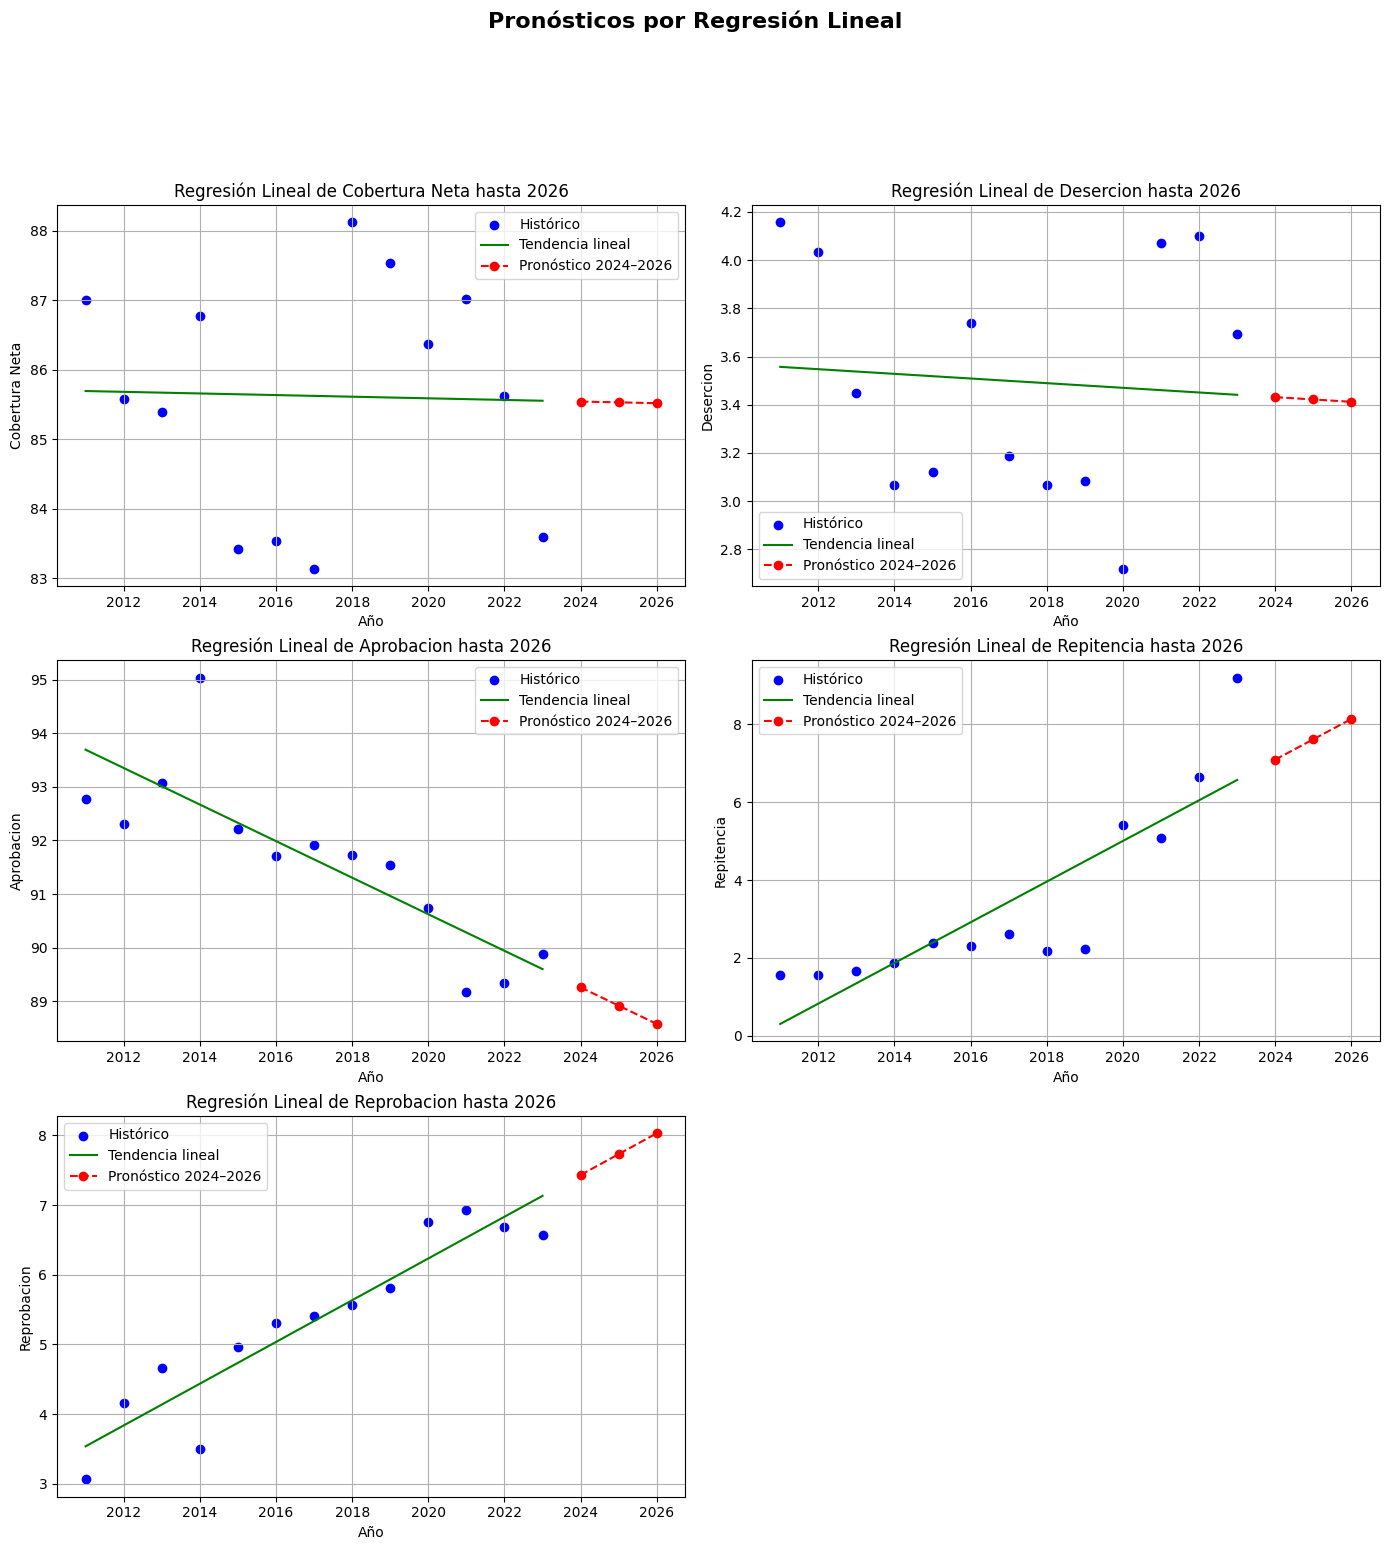 Pronósticos por Regresión Lineal
Regresión Lineal de Cobertura Neta hasta 2026
Histórico
Tendencia lineal
Pronóstico 2024–2026
88
87
86
85
84
83
Cobertura Neta
2012 2014 2016 2018 2020 2022 2024 2026
Año
Regresión Lineal de Desercion hasta 2026
4.2
4.0
3.8
3.6
3.4
3.2
3.0
2.8
Desercion
Histórico
Tendencia lineal
Pronóstico 2024–2026
2012 2014 2016 2018 2020 2022 2024 2026
Año
Regresión Lineal de Aprobacion hasta 2026
Histórico
Tendencia lineal
Pronóstico 2024–2026
95
94
93
92
91
90
89
Aprobacion
2012 2014 2016 2018 2020 2022 2024 2026
Año
Regresión Lineal de Repitencia hasta 2026
Histórico
Tendencia lineal
Pronóstico 2024–2026
8
6
4
2
0
Repitencia
2012 2014 2016 2018 2020 2022 2024 2026
Año
Regresión Lineal de Reprobacion hasta 2026
Histórico
Tendencia lineal
Pronóstico 2024–2026
8
7
6
5
4
3
Reprobacion
2012 2014 2016 2018 2020 2022 2024 2026
Año